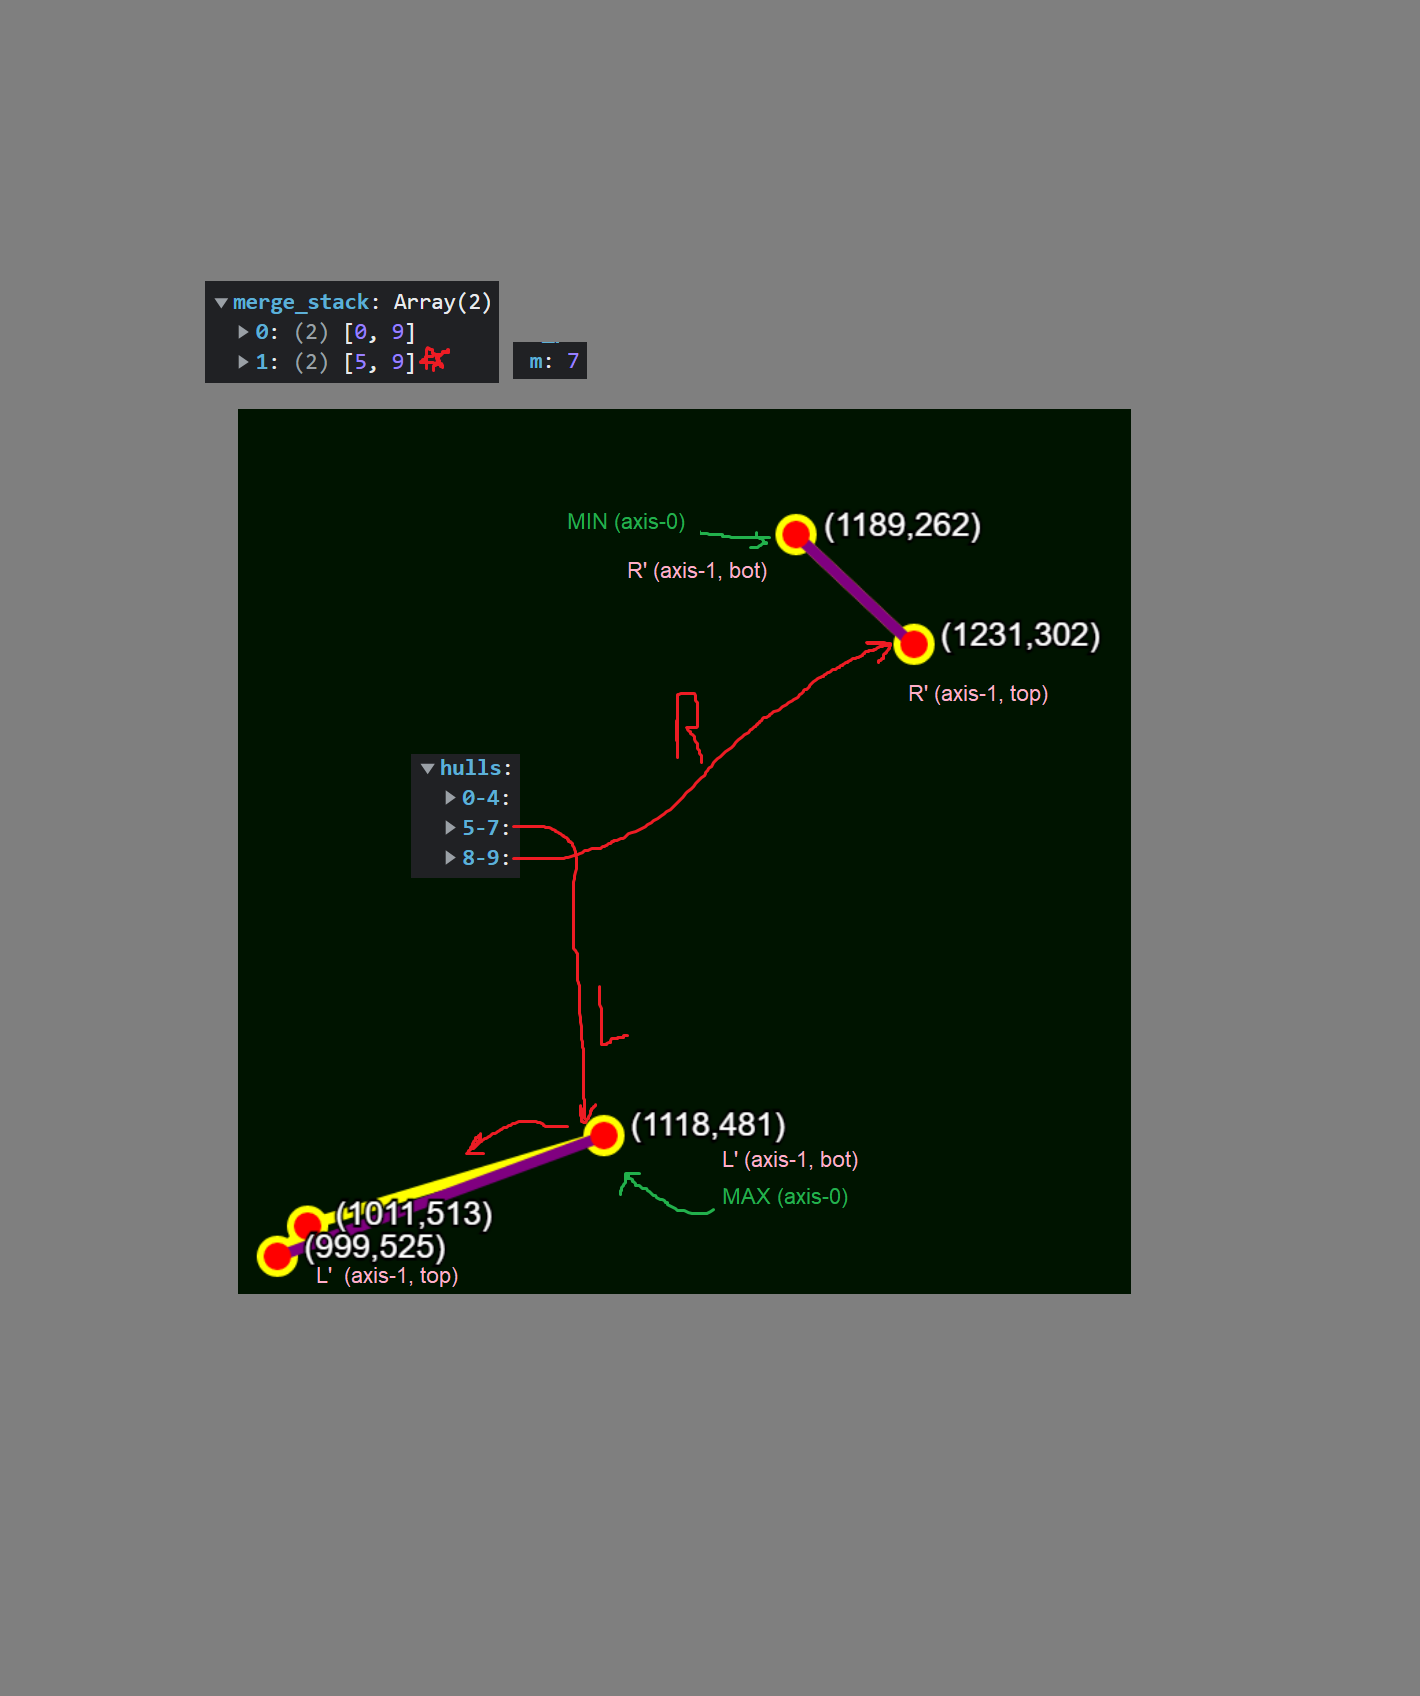 merge_stack: Array(2)
0: (2) [0, 9]
1: (2) [5, 9]
m: 7
MIN (axis-0)
(1189,262)
R' (axis-1, bot)
(1231,302)
R' (axis-1, top)
R
hulls:
0-4:
5-7:
8-9:
L
(1118,481)
L' (axis-1, bot)
MAX (axis-0)
(1011,513)
(999,525)
L' (axis-1, top)